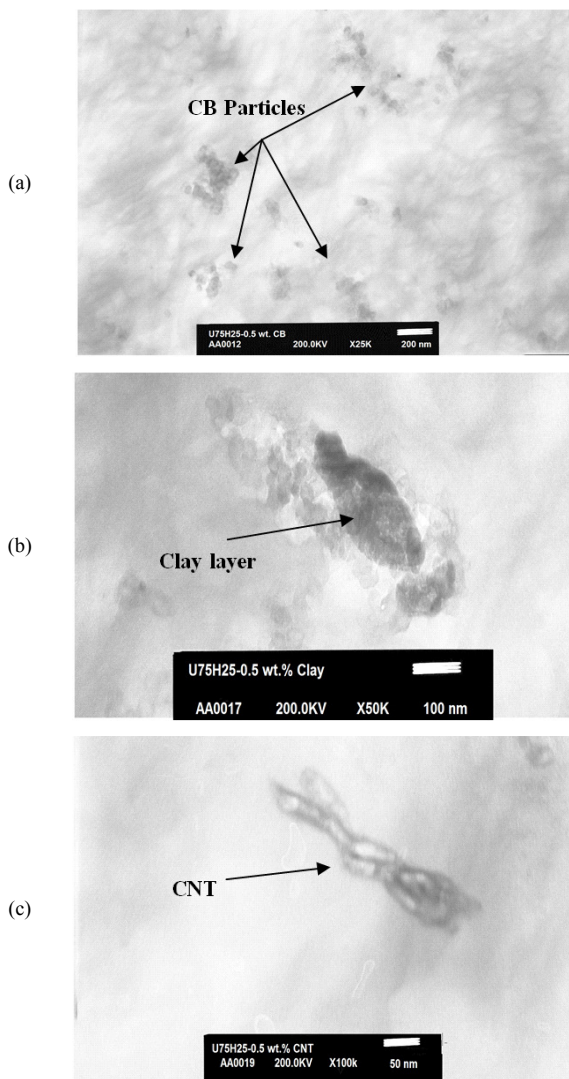 CB Particles
(a)
U75H25-0.5 wt. CB
AA0012 200.0KV X25K 200 nm
(b)
Clay layer
U75H25-0.5 wt.% Clay
AA0017 200.0KV X50K 100 nm
(c)
CNT
U75H25-0.5 wt.% CNT
AA0019 200.0KV X100k 50 nm